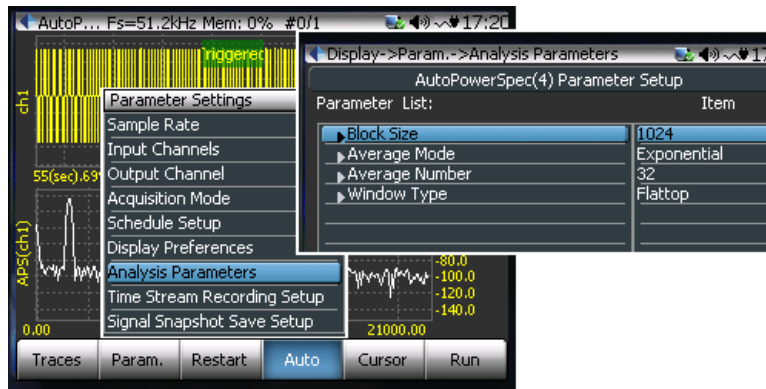 AutoP... Fs=51.2kHz Mem: 0% #0/1 17:20
Triggered
ch1
55(sec).69
APS(ch1)
-80.0
-100.0
-120.0
-140.0
0.00
21000.00
Parameter Settings
Sample Rate
Input Channels
Output Channel
Acquisition Mode
Schedule Setup
Display Preferences
Analysis Parameters
Time Stream Recording Setup
Signal Snapshot Save Setup
Traces Param. Restart Auto Cursor Run
Display->Param.->Analysis Parameters
AutoPowerSpec(4) Parameter Setup
Parameter List: Item
Block Size 1024
Average Mode Exponential
Average Number 32
Window Type Flattop